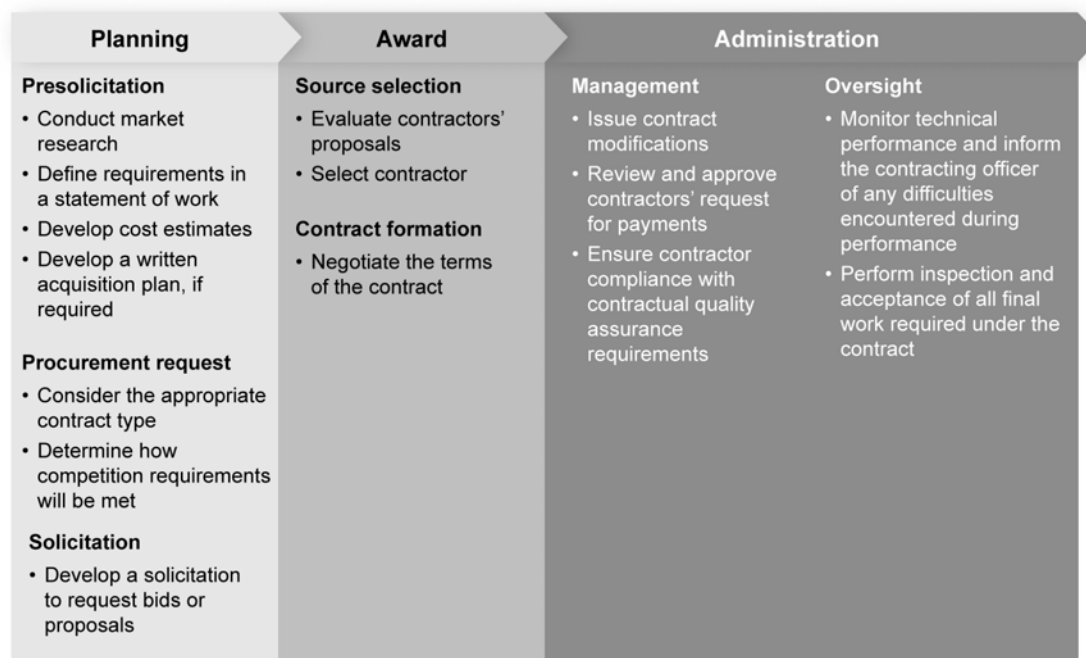 Planning
Award
Administration
Presolicitation
• Conduct market
research
• Define requirements in
a statement of work
• Develop cost estimates
• Develop a written
acquisition plan, if
required
Procurement request
• Consider the appropriate
contract type
• Determine how
competition requirements
will be met
Solicitation
• Develop a solicitation
to request bids or
proposals
Source selection
• Evaluate contractors’
proposals
• Select contractor
Contract formation
• Negotiate the terms
of the contract
Management
• Issue contract
modifications
• Review and approve
contractors’ request
for payments
• Ensure contractor
compliance with
contractual quality
assurance
requirements
Oversight
• Monitor technical
performance and inform
the contracting officer
of any difficulties
encountered during
performance
• Perform inspection and
acceptance of all final
work required under the
contract